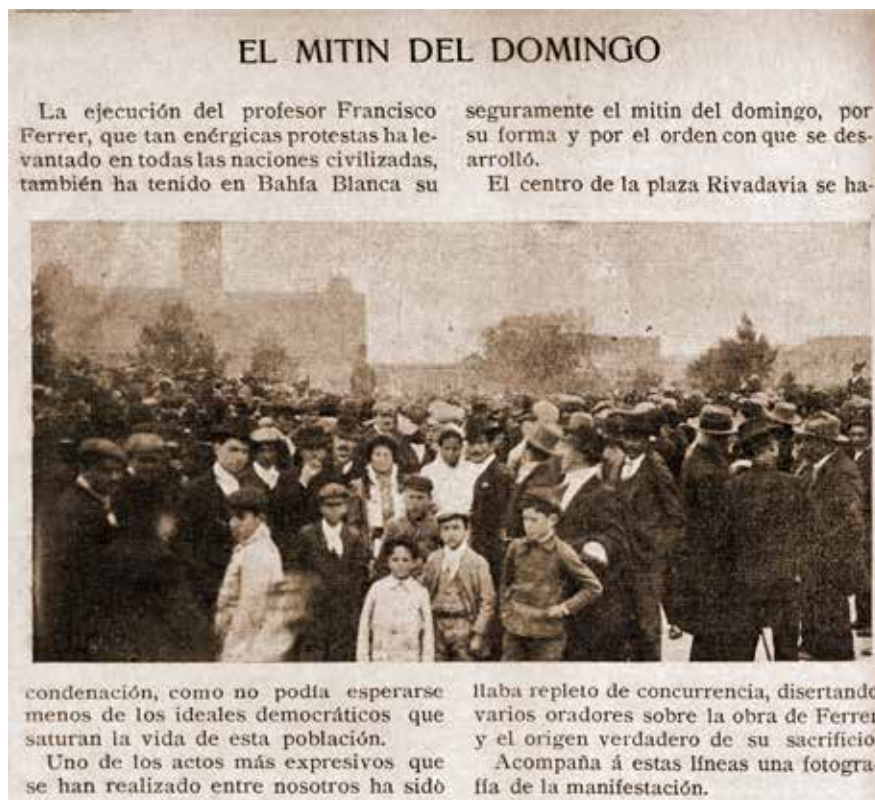 EL MITIN DEL DOMINGO
La ejecución del profesor Francisco
Ferrer, que tan enérgicas protestas ha le-
vantado en todas las naciones civilizadas,
también ha tenido en Bahía Blanca su
condenación, como no podía esperarse
menos de los ideales democráticos que
saturan la vida de esta población.
Uno de los actos más expresivos que
se han realizado entre nosotros ha sido
seguramente el mitin del domingo, por
su forma y por el orden con que se des-
arrolló.
El centro de la plaza Rivadavia se ha-
llaba repleto de concurrencia, disertando
varios oradores sobre la obra de Ferrer
y el origen verdadero de su sacrificio
Acompaña á estas líneas una fotogra-
fía de la manifestación.